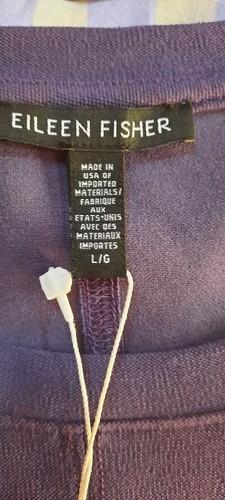 EILEEN FISHER
MADE IN
USA OF
IMPORTED
MATERIALS/
FABRIQUE
AUX
ETATS-UNIS
AVEC DES
MATERIAUX
IMPORTES
L/G